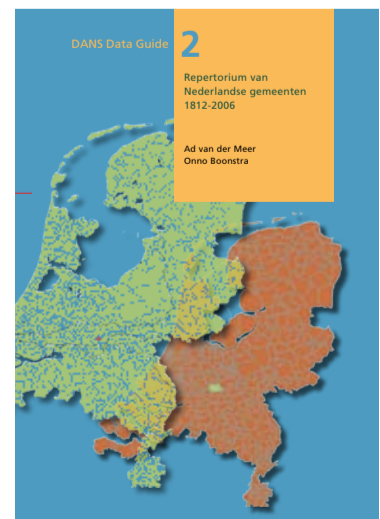 DANS Data Guide 2
Repertorium van
Nederlandse gemeenten
1812-2006
Ad van der Meer
Onno Boonstra